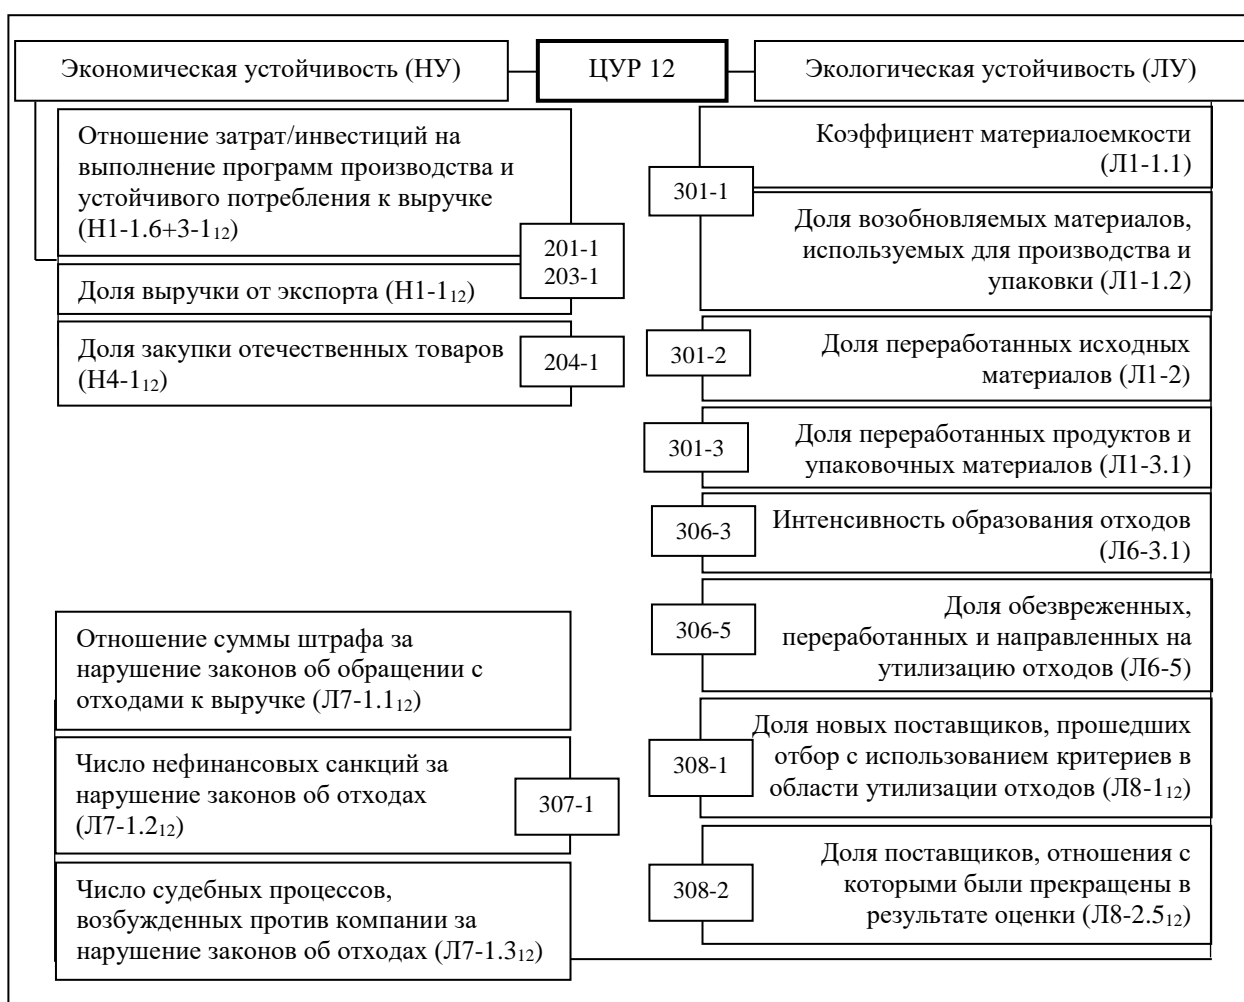 Экономическая устойчивость (НУ)
ЦУР 12
Экологическая устойчивость (ЛУ)
Отношение затрат/инвестиций на
выполнение программ производства и
устойчивого потребления к выручке
(Н1-1.6+3-1₁₂)
201-1
203-1
Доля выручки от экспорта (Н1-1₁₂)
Доля закупки отечественных товаров
(Н4-1₁₂)
204-1
Отношение суммы штрафа за
нарушение законов об обращении с
отходами к выручке (Л7-1.1₁₂)
Число нефинансовых санкций за
нарушение законов об отходах
(Л7-1.2₁₂)
307-1
Число судебных процессов,
возбужденных против компании за
нарушение законов об отходах (Л7-1.3₁₂)
Коэффициент материалоемкости
(Л1-1.1)
301-1
Доля возобновляемых материалов,
используемых для производства и
упаковки (Л1-1.2)
301-2
Доля переработанных исходных
материалов (Л1-2)
301-3
Доля переработанных продуктов и
упаковочных материалов (Л1-3.1)
306-3
Интенсивность образования отходов
(Л6-3.1)
306-5
Доля обезвреженных,
переработанных и направленных на
утилизацию отходов (Л6-5)
308-1
Доля новых поставщиков, прошедших
отбор с использованием критериев в
области утилизации отходов (Л8-1₁₂)
308-2
Доля поставщиков, отношения с
которыми были прекращены в
результате оценки (Л8-2.5₁₂)